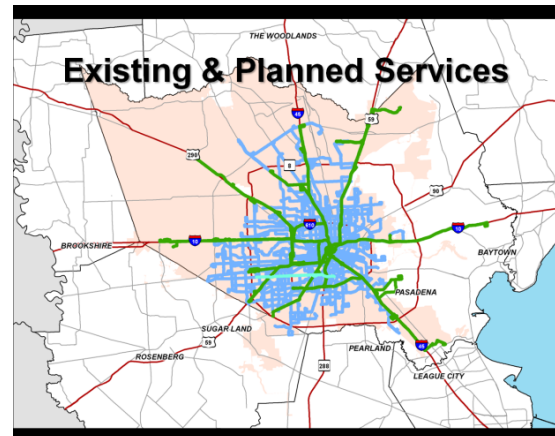 THE WOODLANDS
Existing & Planned Services
45
59
290
8
90
610
10
10
BROOKSHIRE
BAYTOWN
PASADENA
SUGAR LAND
59
ROSENBERG
288
PEARLAND
45
LEAGUE CITY